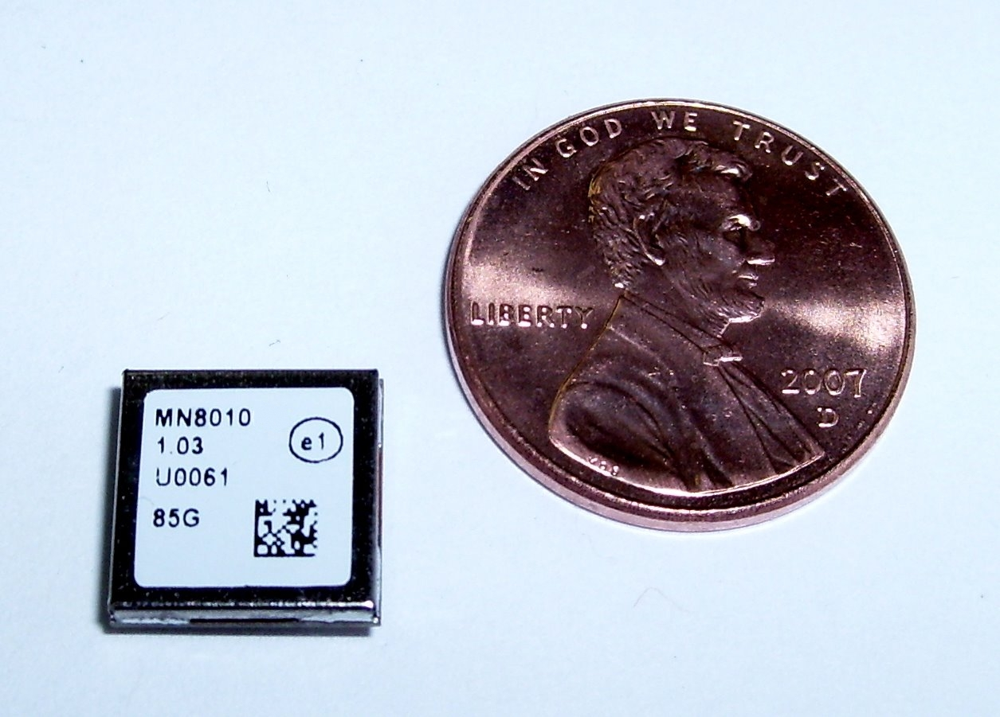 MN8010
1.03
e1
U0061
85G
IN GOD WE TRUST
LIBERTY
2007
D